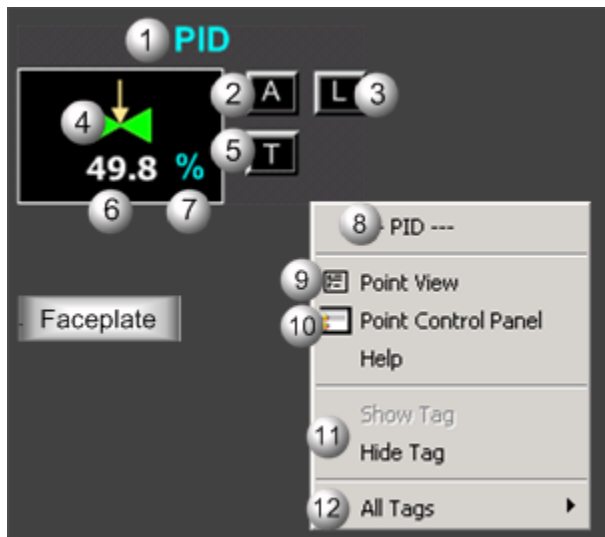 1 PID
2 A L 3
4
5 T
49.8 %
6 7
8 - PID ---
9 Point View
10 Point Control Panel
Help
Faceplate
Show Tag
11
Hide Tag
12 All Tags